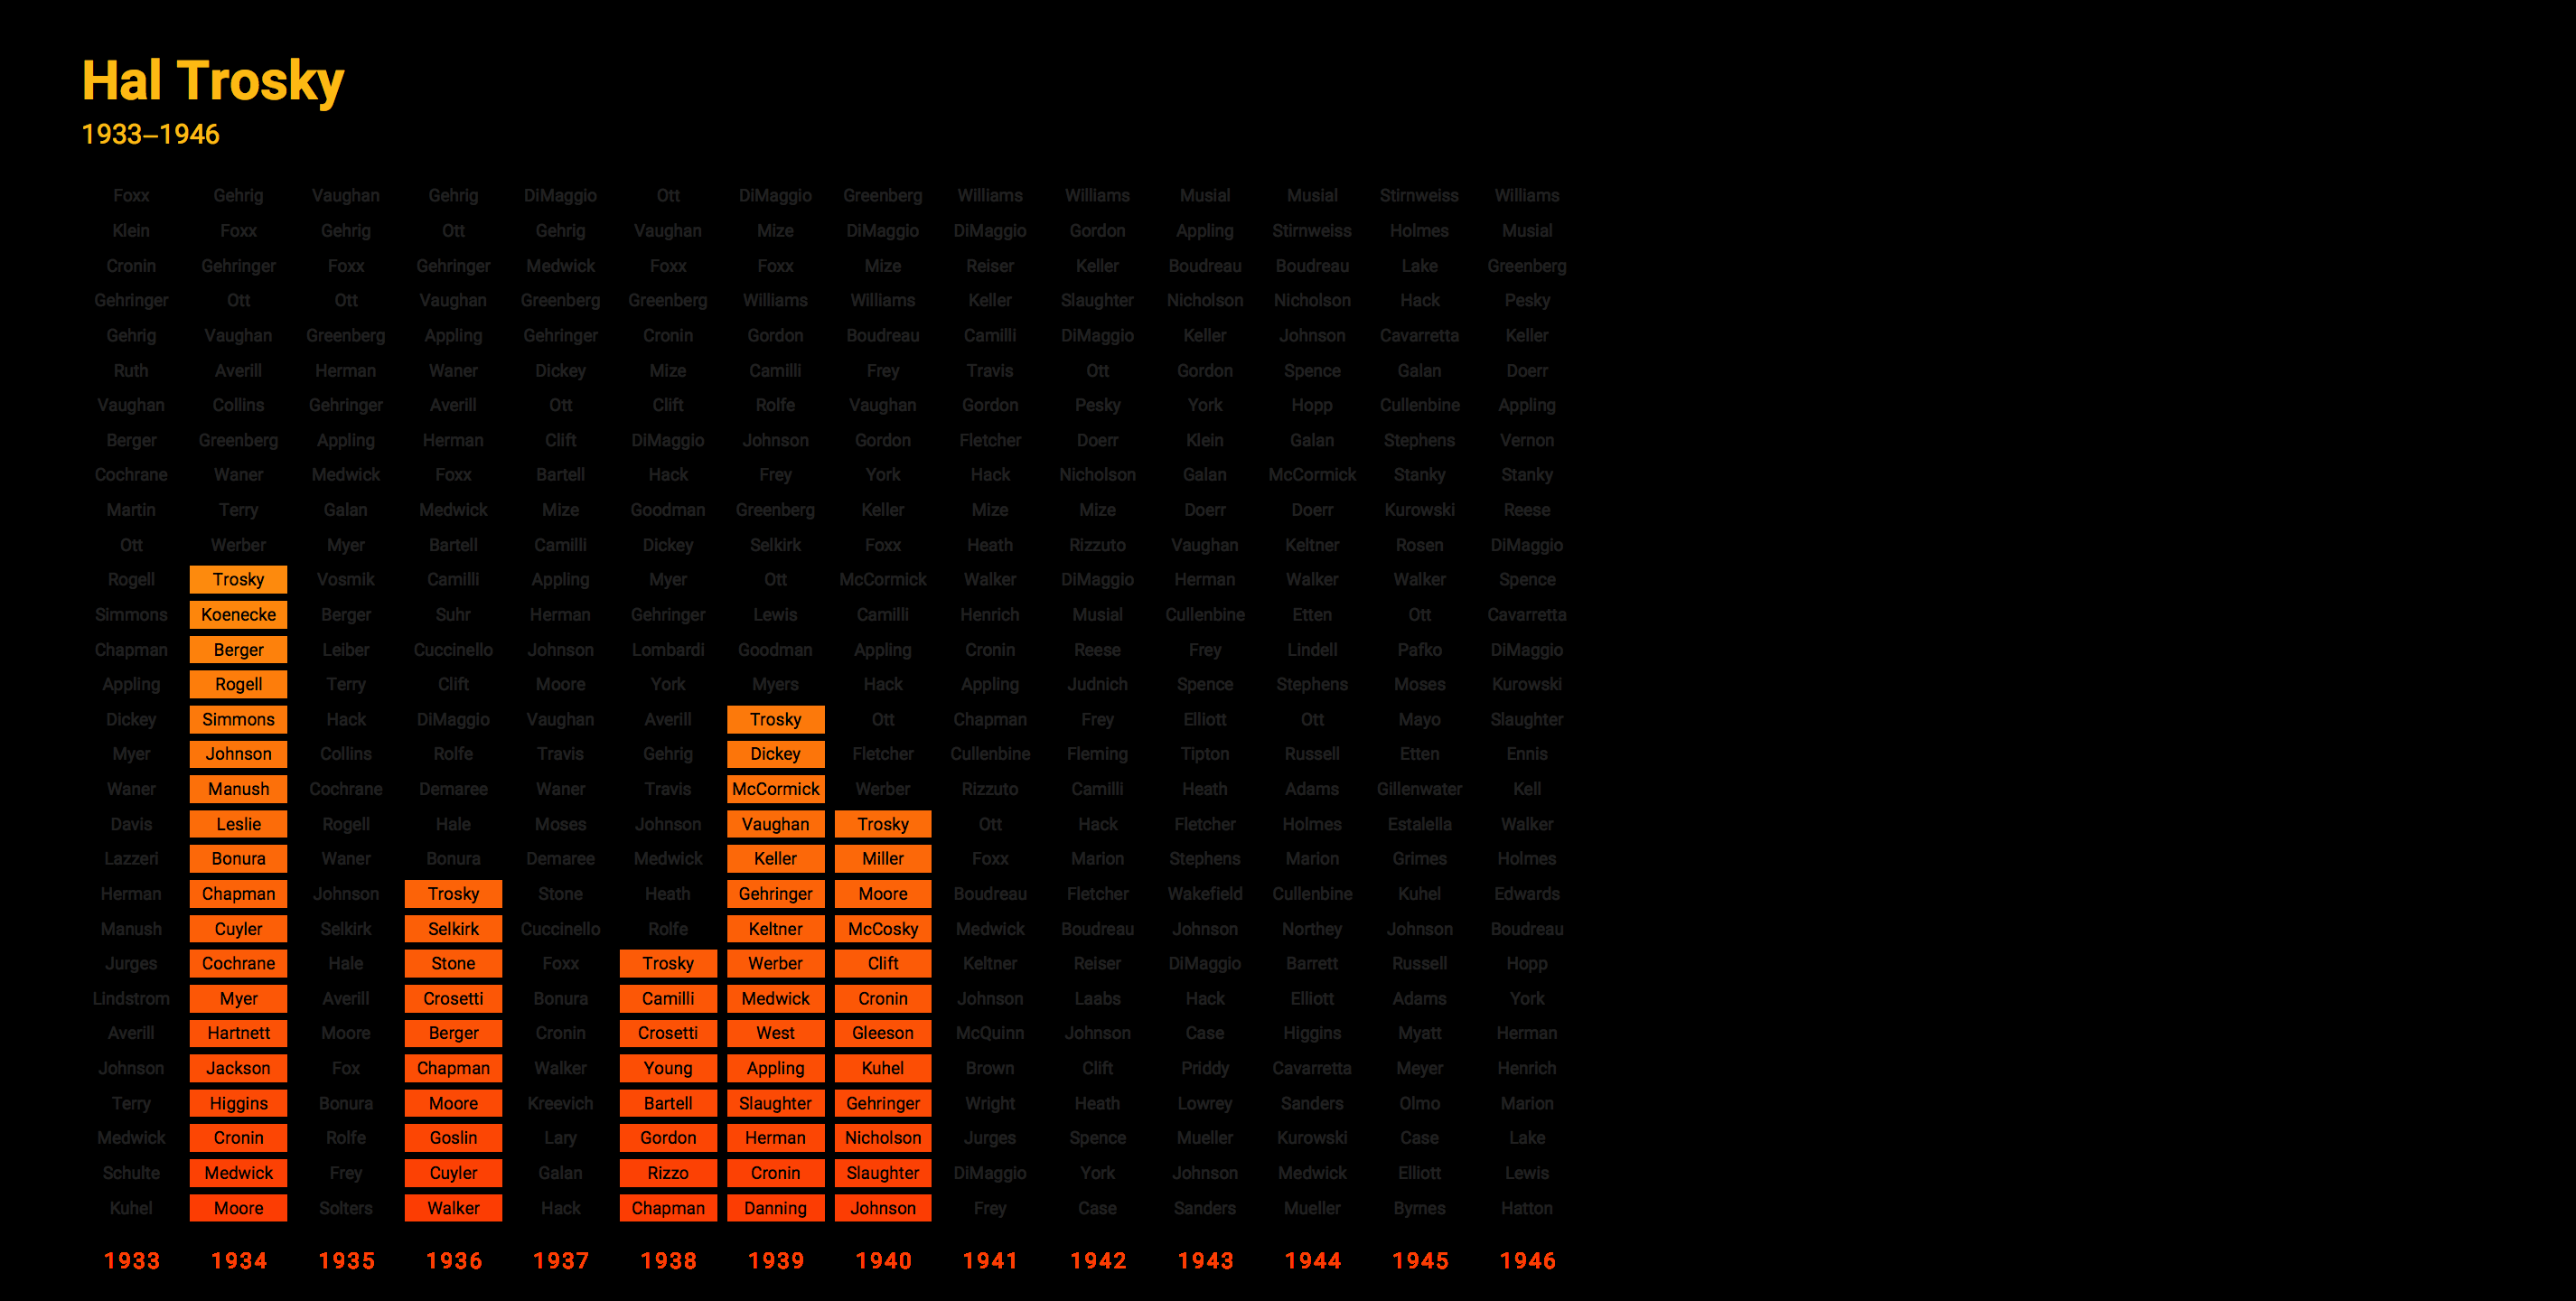 Hal Trosky
1933–1946
Foxx Gehrig Vaughan Gehrig DiMaggio Ott DiMaggio Greenberg Williams Williams Musial Musial Stirnweiss Williams
Klein Foxx Gehrig Ott Gehrig Vaughan Mize DiMaggio DiMaggio Gordon Appling Stirnweiss Holmes Musial
Cronin Gehringer Foxx Gehringer Medwick Foxx Foxx Mize Reiser Keller Boudreau Boudreau Lake Greenberg
Gehringer Ott Ott Vaughan Greenberg Greenberg Williams Williams Keller Slaughter Nicholson Nicholson Hack Pesky
Gehrig Vaughan Greenberg Appling Gehringer Cronin Gordon Boudreau Camilli DiMaggio Keller Johnson Cavarretta Keller
Ruth Averill Herman Waner Dickey Mize Camilli Frey Travis Ott Gordon Spence Galan Doerr
Vaughan Collins Gehringer Averill Ott Clift Rolfe Vaughan Gordon Pesky York Hopp Cullenbine Appling
Berger Greenberg Appling Herman Clift DiMaggio Johnson Gordon Fletcher Doerr Klein Galan Stephens Vernon
Cochrane Waner Medwick Foxx Bartell Hack Frey York Hack Nicholson Galan McCormick Stanky Stanky
Martin Terry Galan Medwick Mize Goodman Greenberg Keller Mize Mize Doerr Doerr Kurowski Reese
Ott Werber Myer Bartell Camilli Dickey Selkirk Foxx Heath Rizzuto Vaughan Keltner Rosen DiMaggio
Rogell Trosky Vosmik Camilli Appling Myer Ott McCormick Walker DiMaggio Herman Walker Walker Spence
Simmons Koenecke Berger Suhr Herman Gehringer Lewis Camilli Henrich Musial Cullenbine Etten Ott Cavarretta
Chapman Berger Leiber Cuccinello Johnson Lombardi Goodman Appling Cronin Reese Frey Lindell Pafko DiMaggio
Appling Rogell Terry Clift Moore York Myers Hack Appling Judnich Spence Stephens Moses Kurowski
Dickey Simmons Hack DiMaggio Vaughan Averill Trosky Ott Chapman Frey Elliott Ott Mayo Slaughter
Myer Johnson Collins Rolfe Travis Gehrig Dickey Fletcher Cullenbine Fleming Tipton Russell Etten Ennis
Waner Manush Cochrane Demaree Waner Travis McCormick Werber Rizzuto Camilli Heath Adams Gillenwater Kell
Davis Leslie Rogell Hale Moses Johnson Vaughan Trosky Ott Hack Fletcher Holmes Estalella Walker
Lazzeri Bonura Waner Bonura Demaree Medwick Keller Miller Foxx Marion Stephens Marion Grimes Holmes
Herman Chapman Johnson Trosky Stone Heath Gehringer Moore Boudreau Fletcher Wakefield Cullenbine Kuhel Edwards
Manush Cuyler Selkirk Selkirk Cuccinello Rolfe Keltner McCosky Medwick Boudreau Johnson Northey Johnson Boudreau
Jurges Cochrane Hale Stone Foxx Trosky Werber Clift Keltner Reiser DiMaggio Barrett Russell Hopp
Lindstrom Myer Averill Crosetti Bonura Camilli Medwick Cronin Johnson Laabs Hack Elliott Adams York
Averill Hartnett Moore Berger Cronin Crosetti West Gleeson McQuinn Johnson Case Higgins Myatt Herman
Johnson Jackson Fox Chapman Walker Young Appling Kuhel Brown Clift Priddy Cavarretta Meyer Henrich
Terry Higgins Bonura Moore Kreevich Bartell Slaughter Gehringer Wright Heath Lowrey Sanders Olmo Marion
Medwick Cronin Rolfe Goslin Lary Gordon Herman Nicholson Jurges Spence Mueller Kurowski Case Lake
Schulte Medwick Frey Cuyler Galan Rizzo Cronin Slaughter DiMaggio York Johnson Medwick Elliott Lewis
Kuhel Moore Solters Walker Hack Chapman Danning Johnson Frey Case Sanders Mueller Byrnes Hatton
1933 1934 1935 1936 1937 1938 1939 1940 1941 1942 1943 1944 1945 1946